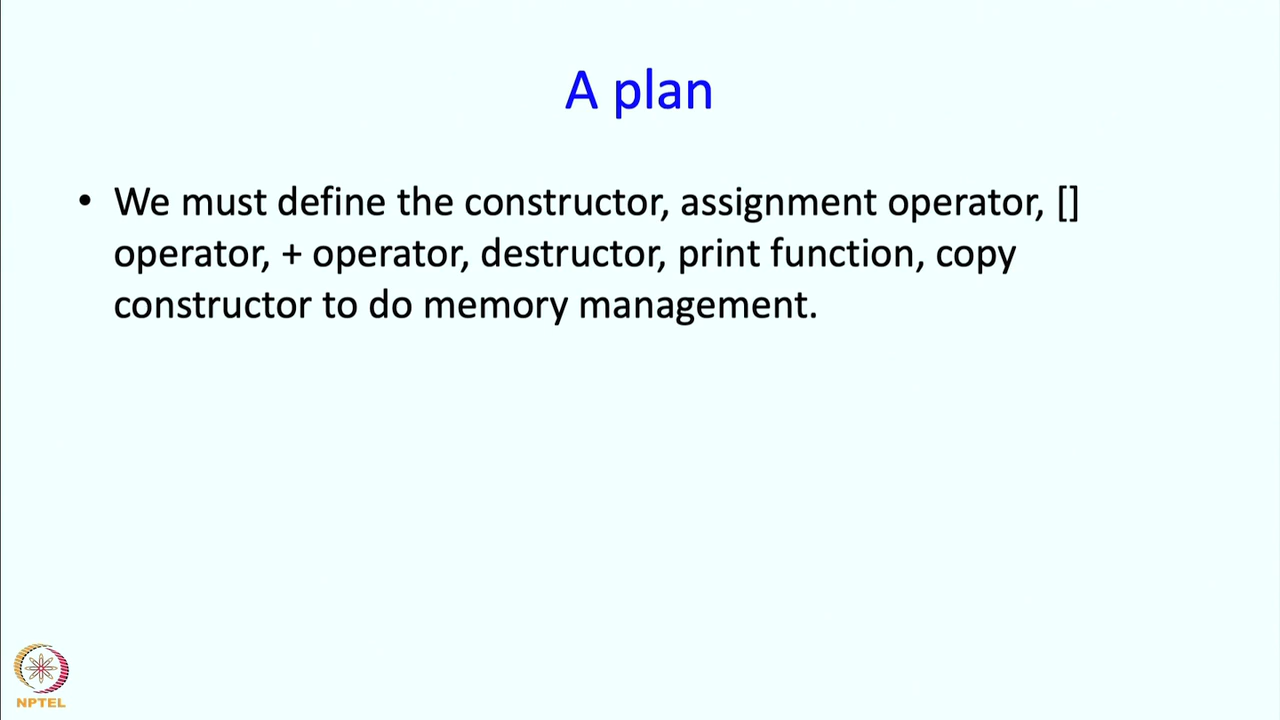 A plan
• We must define the constructor, assignment operator, []
operator, + operator, destructor, print function, copy
constructor to do memory management.
NPTEL